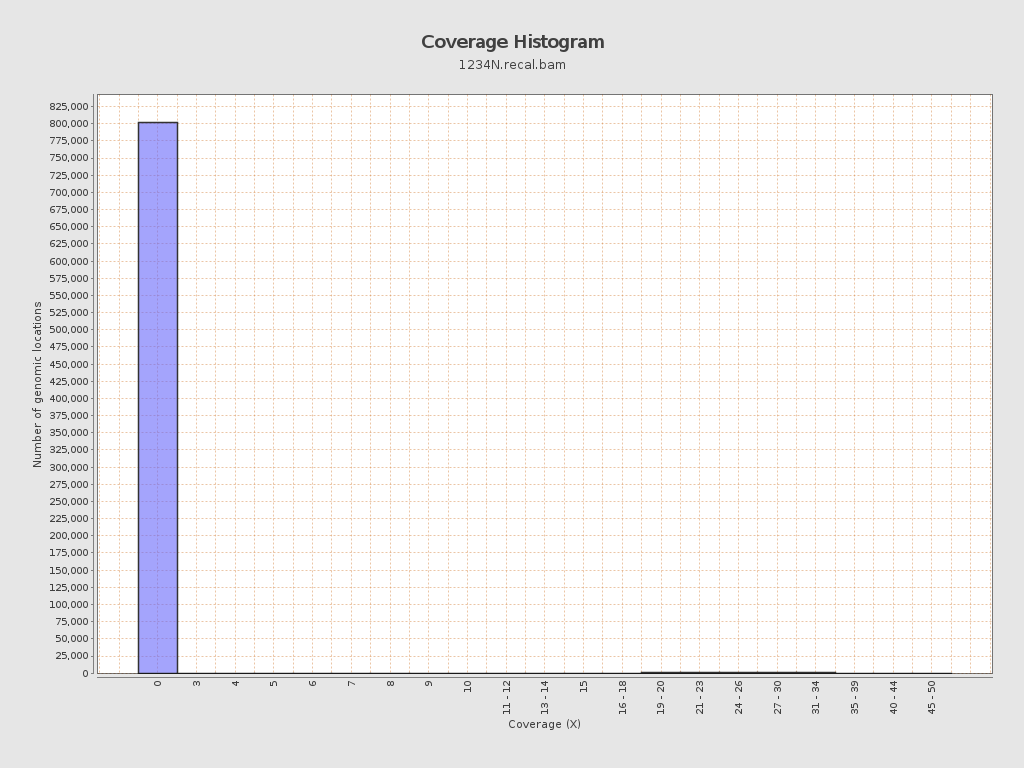 Coverage Histogram
1234N.recal.bam
825,000
800,000
775,000
750,000
725,000
700,000
675,000
650,000
625,000
600,000
575,000
550,000
525,000
500,000
475,000
450,000
425,000
400,000
375,000
350,000
325,000
300,000
275,000
250,000
225,000
200,000
175,000
150,000
125,000
100,000
75,000
50,000
25,000
0
Number of genomic locations
0
3
4
5
6
7
8
9
10
11 - 12
13 - 14
15
16 - 18
19 - 20
21 - 23
24 - 26
27 - 30
31 - 34
35 - 39
40 - 44
45 - 50
Coverage (X)